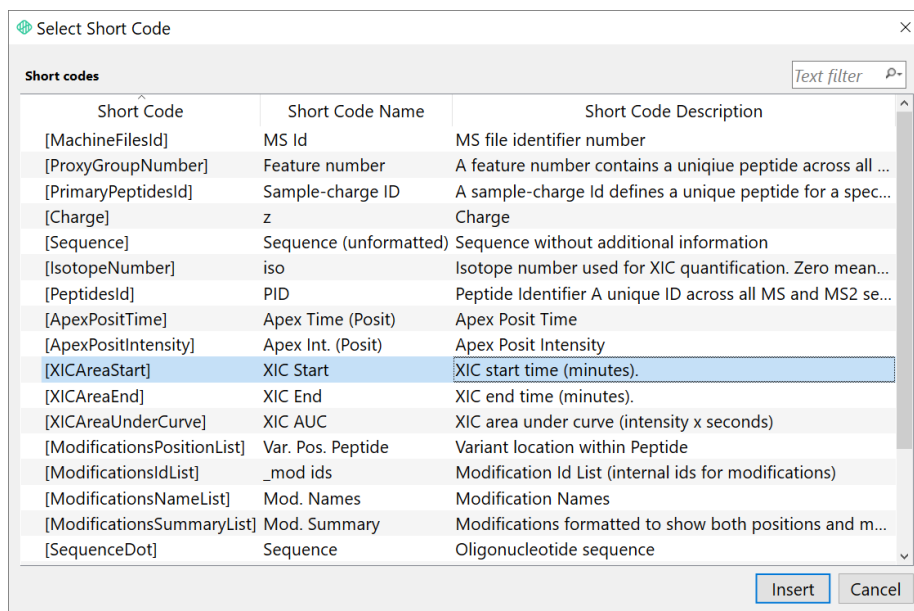 Select Short Code
Short codes
Text filter
Short Code Short Code Name Short Code Description
[MachineFilesId] MS Id MS file identifier number
[ProxyGroupNumber] Feature number A feature number contains a uniqiue peptide across all ...
[PrimaryPeptidesId] Sample-charge ID A sample-charge Id defines a unique peptide for a spec...
[Charge] z Charge
[Sequence] Sequence (unformatted) Sequence without additional information
[IsotopeNumber] iso Isotope number used for XIC quantification. Zero mean...
[PeptidesId] PID Peptide Identifier A unique ID across all MS and MS2 se...
[ApexPositTime] Apex Time (Posit) Apex Posit Time
[ApexPositIntensity] Apex Int. (Posit) Apex Posit Intensity
[XICAreaStart] XIC Start XIC start time (minutes).
[XICAreaEnd] XIC End XIC end time (minutes).
[XICAreaUnderCurve] XIC AUC XIC area under curve (intensity x seconds)
[ModificationsPositionList] Var. Pos. Peptide Variant location within Peptide
[ModificationsIdList] _mod ids Modification Id List (internal ids for modifications)
[ModificationsNameList] Mod. Names Modification Names
[ModificationsSummaryList] Mod. Summary Modifications formatted to show both positions and m...
[SequenceDot] Sequence Oligonucleotide sequence
Insert Cancel